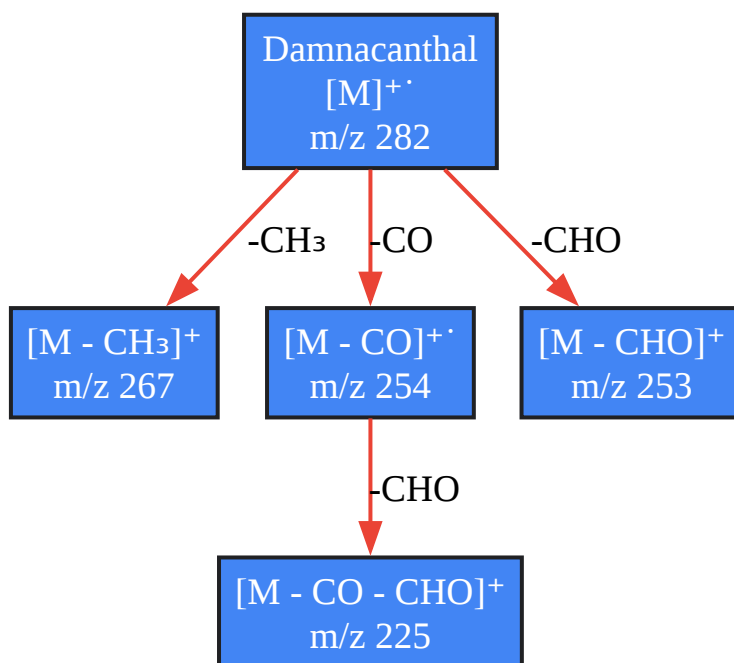 Damnacanthal
[M]⁺˙
m/z 282
-CH₃
-CO
-CHO
[M - CH₃]⁺
m/z 267
[M - CO]⁺˙
m/z 254
[M - CHO]⁺
m/z 253
-CHO
[M - CO - CHO]⁺
m/z 225